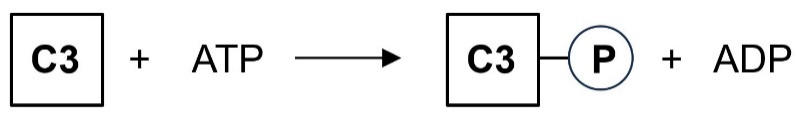 C3 + ATP C3 P + ADP